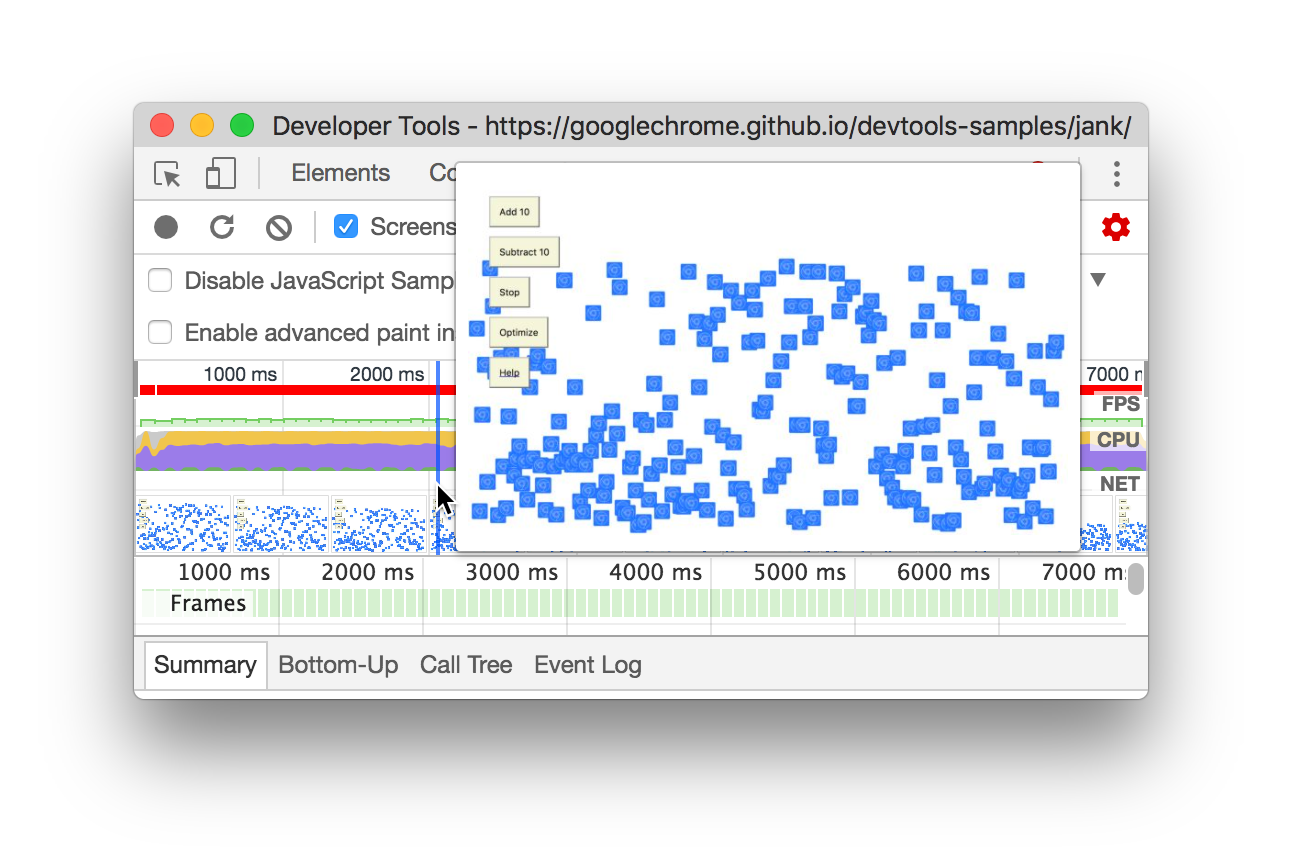 Developer Tools - https://googlechrome.github.io/devtools-samples/jank/
Elements Co
Screens
Disable JavaScript Samp
Enable advanced paint in
Add 10
Subtract 10
Stop
Optimize
Help
1000 ms 2000 ms 7000 m
FPS
CPU
NET
1000 ms 2000 ms 3000 ms 4000 ms 5000 ms 6000 ms 7000 ms
Frames
Summary Bottom-Up Call Tree Event Log